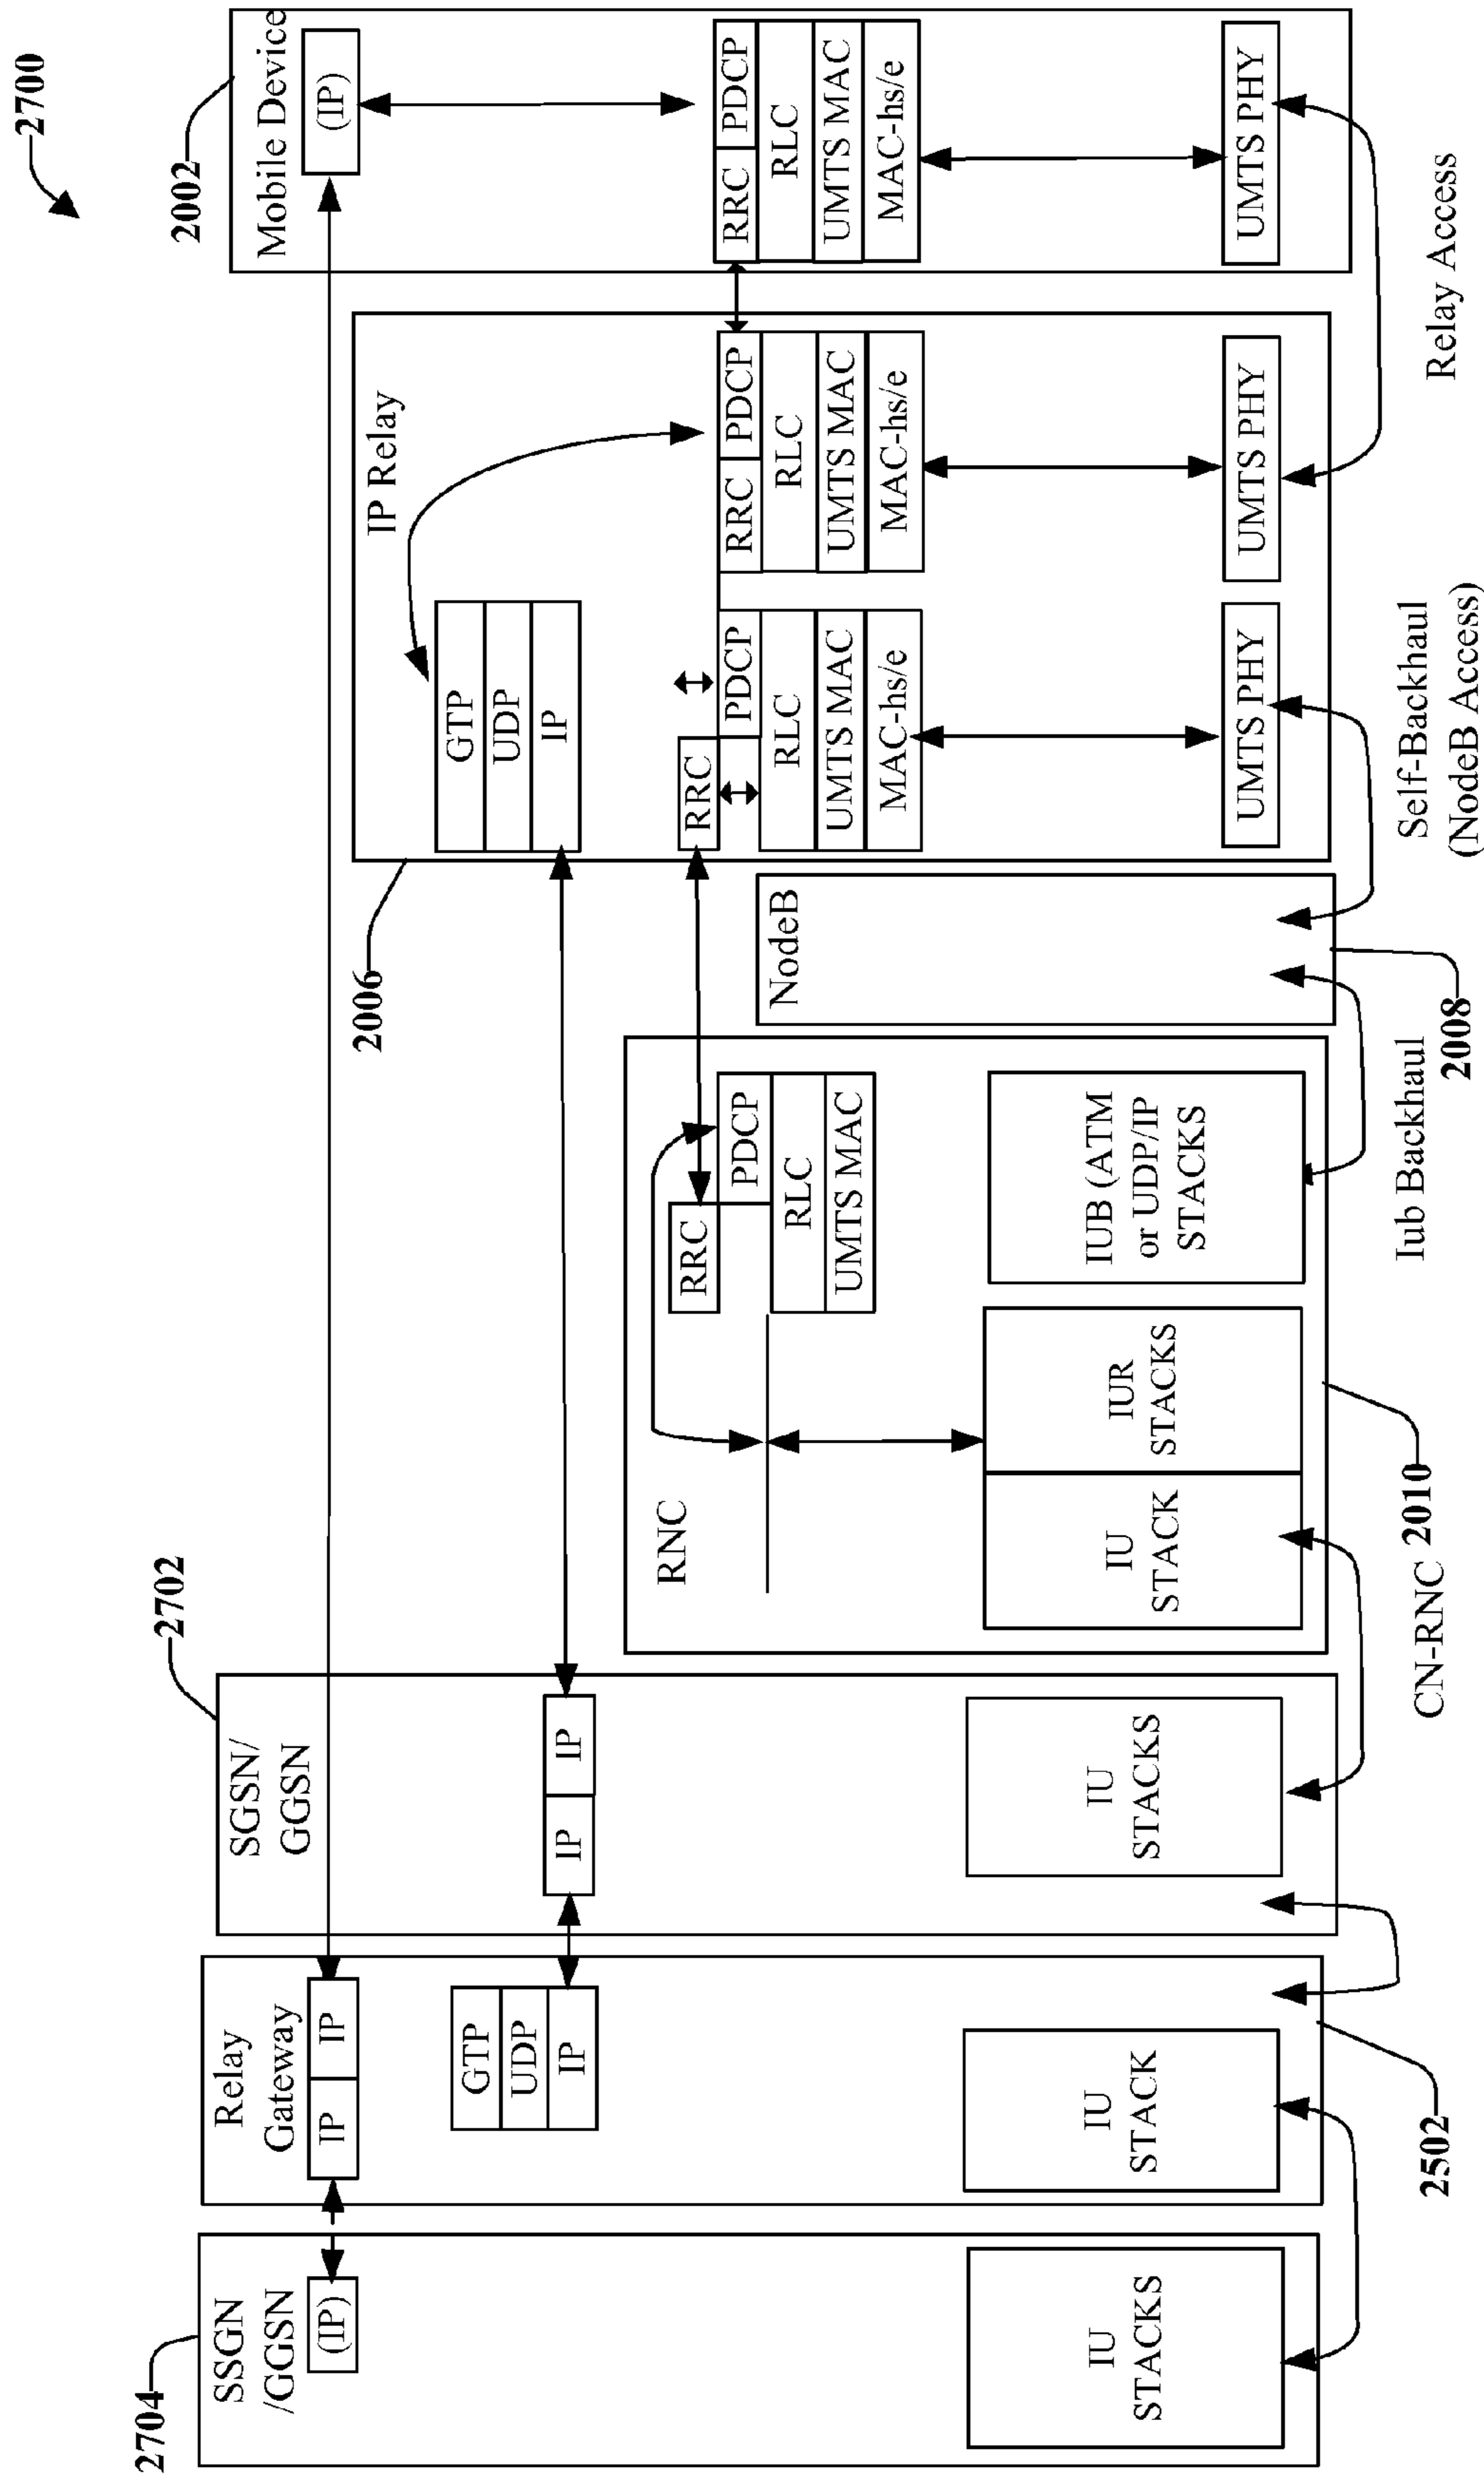 2700
2704
SSGN
/GGSN
(IP)
IU
STACKS
Relay
Gateway
IP
IP
GTP
UDP
IP
IU
STACK
2502
2702
SGSN/
GGSN
IP
IP
IU
STACKS
CN-RNC
2010
RNC
RRC
PDCP
RLC
UMTS MAC
IU
STACK
IUR
STACKS
IUB (ATM
or UDP/IP
STACKS
Iub Backhaul
NodeB
2008
2006
IP Relay
GTP
UDP
IP
RRC
PDCP
RLC
UMTS MAC
MAC-hs/e
UMTS PHY
RRC
PDCP
RLC
UMTS MAC
MAC-hs/e
UMTS PHY
Self-Backhaul
(NodeB Access)
2002
Mobile Device
(IP)
RRC
PDCP
RLC
UMTS MAC
MAC-hs/e
UMTS PHY
Relay Access